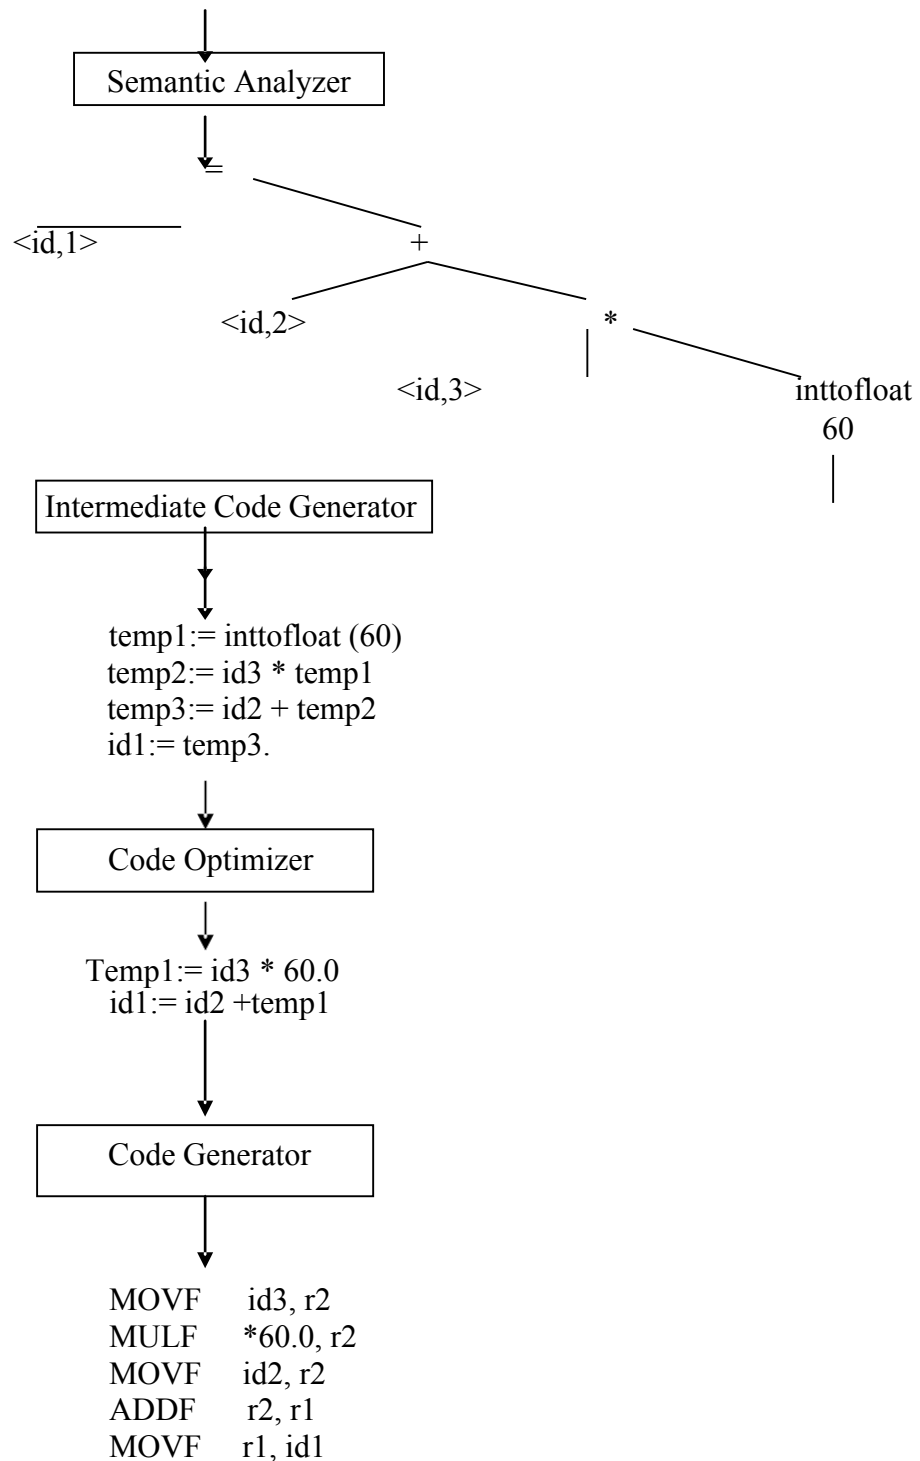 Semantic Analyzer
=
<id,1>
+
<id,2>
*
<id,3>
inttofloat
60
Intermediate Code Generator
temp1:= inttofloat (60)
temp2:= id3 * temp1
temp3:= id2 + temp2
id1:= temp3.
Code Optimizer
Temp1:= id3 * 60.0
id1:= id2 +temp1
Code Generator
MOVF id3, r2
MULF *60.0, r2
MOVF id2, r2
ADDF r2, r1
MOVF r1, id1